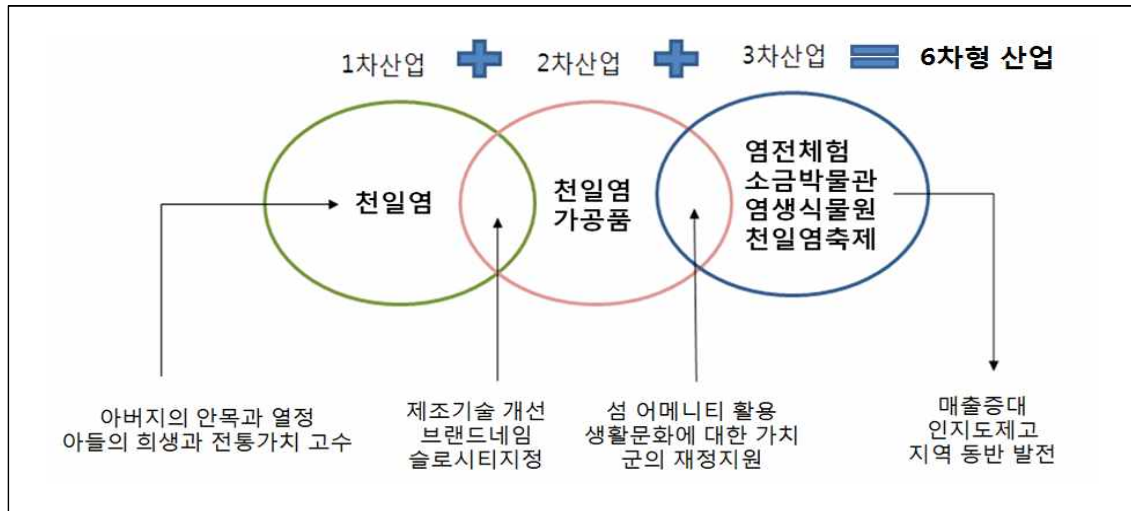 1차산업 2차산업 3차산업 6차형 산업
천일염
천일염
가공품
염전체험
소금박물관
염생식물원
천일염축제
아버지의 안목과 열정
아들의 희생과 전통가치 고수
제조기술 개선
브랜드네임
슬로시티지정
섬 어메니티 활용
생활문화에 대한 가치
군의 재정지원
매출증대
인지도제고
지역 동반 발전